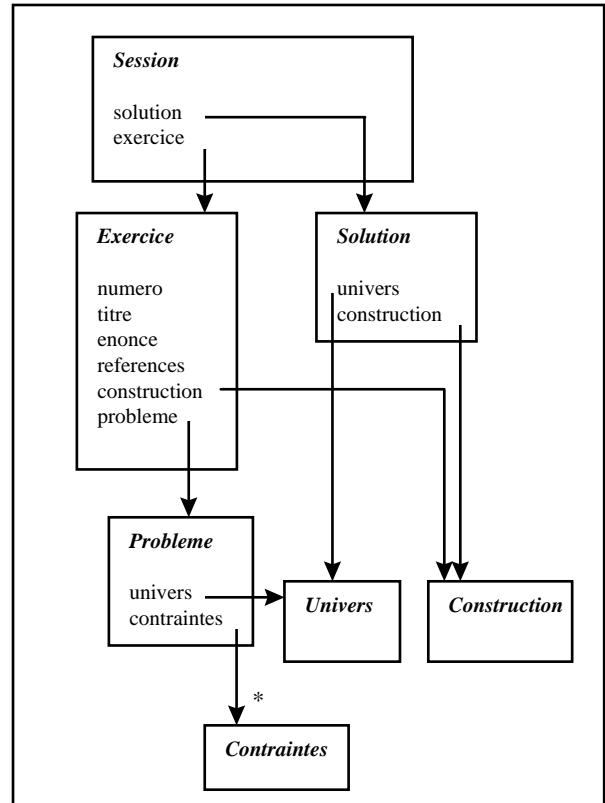 Session
solution
exercice
Exercice
numero
titre
enonce
references
construction
probleme
Solution
univers
construction
Probleme
univers
contraintes
Univers
Construction
*
Contraintes